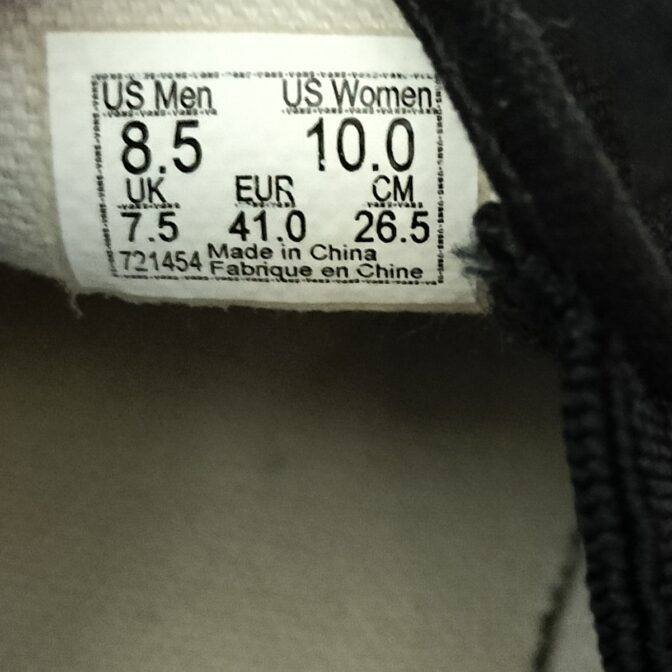 US Men US Women
8.5 10.0
UK EUR CM
7.5 41.0 26.5
721454 Made in China
Fabrique en Chine